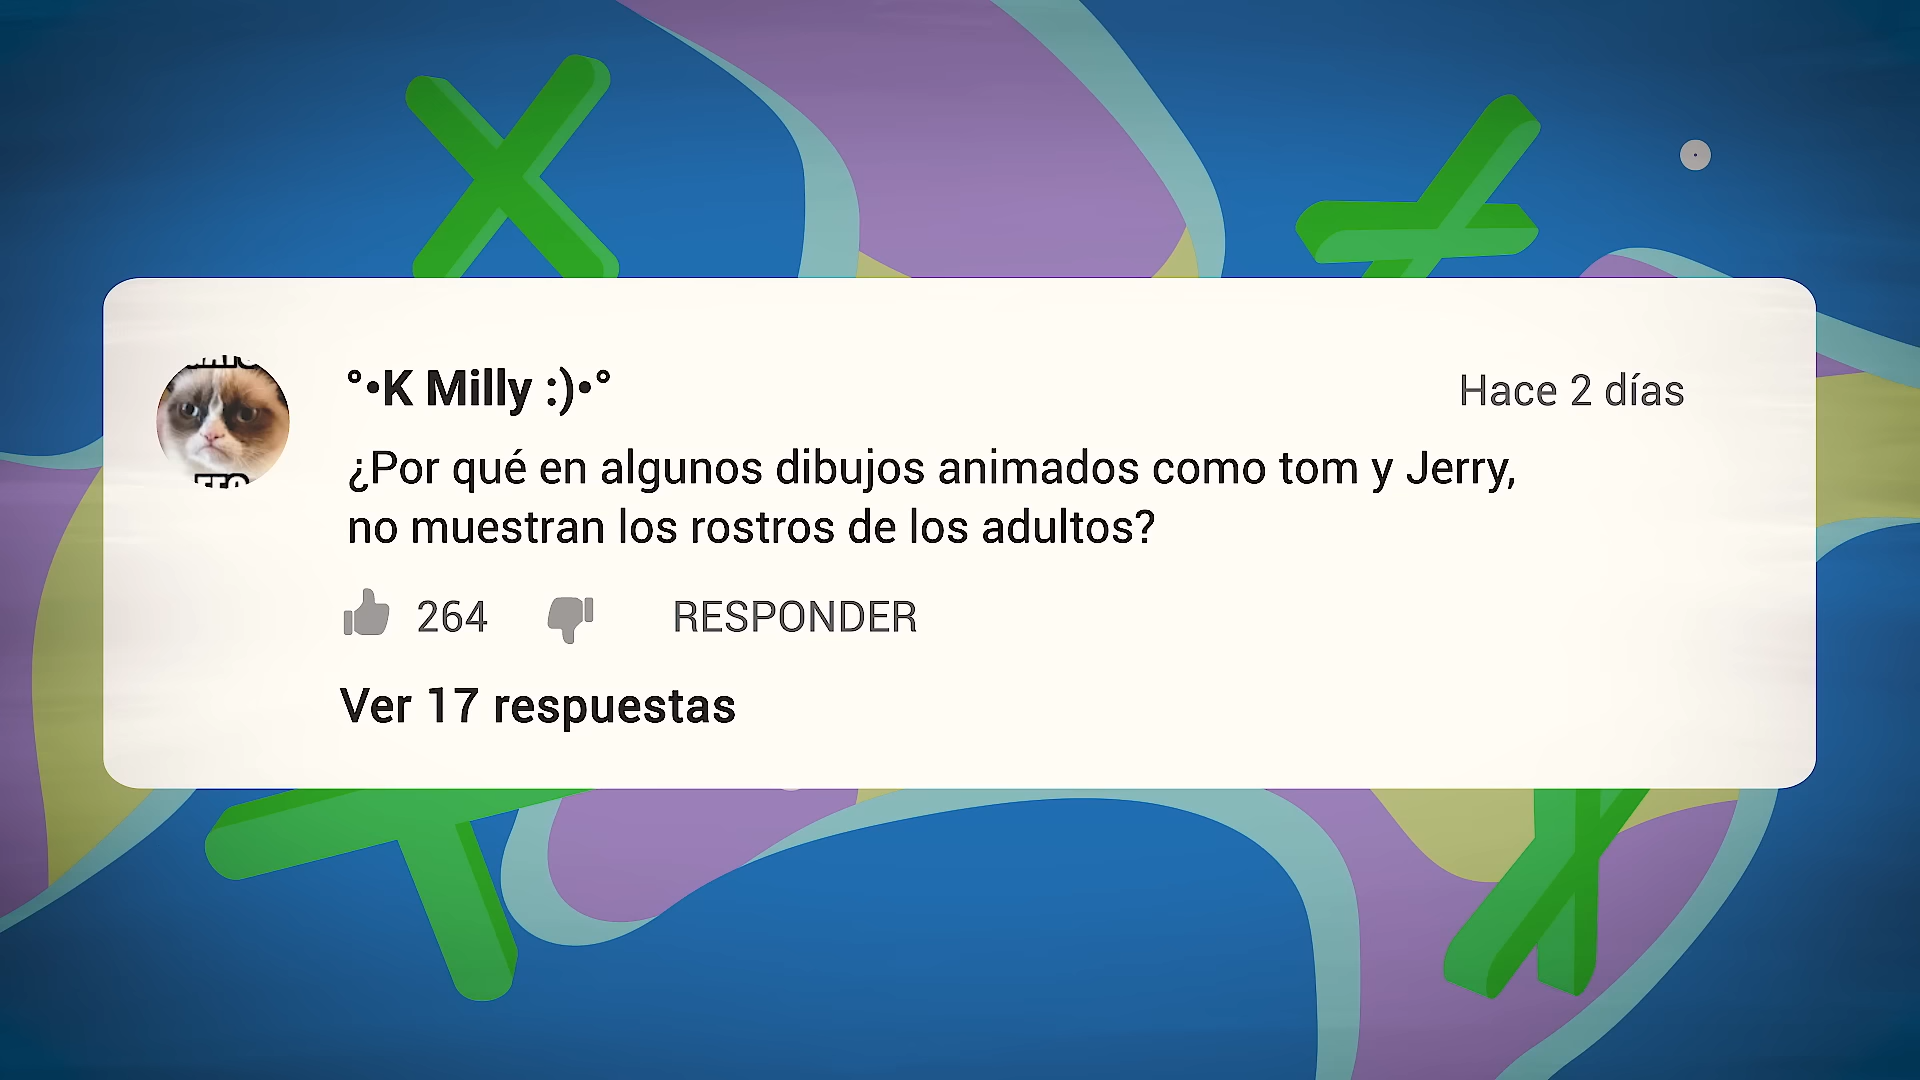 °•K Milly :)•°
Hace 2 días
¿Por qué en algunos dibujos animados como tom y Jerry,
no muestran los rostros de los adultos?
264
RESPONDER
Ver 17 respuestas